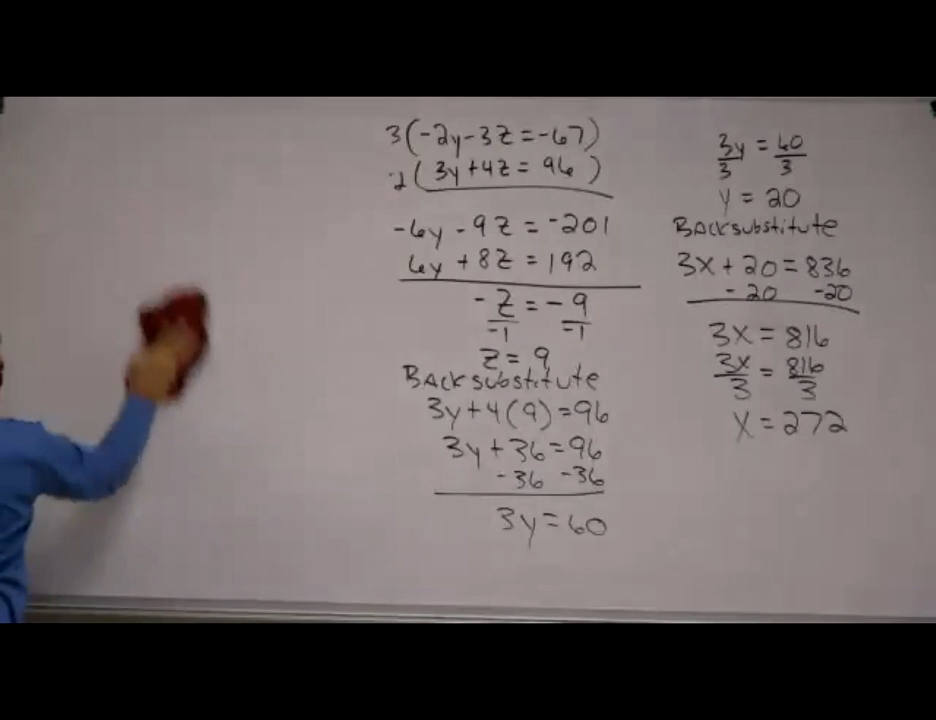 3(-2y-3z=-67)
-2(3y+4z=96)
-6y-9z=-201
6y+8z=192
-z/-1=-9/-1
z=9
BACksubstitute
3y+4(9)=96
3y+36=96
-36 -36
3y=60
3y/3=60/3
y=20
BACksubstitute
3x+20=836
-20 -20
3x=816
3x/3=816/3
x=272